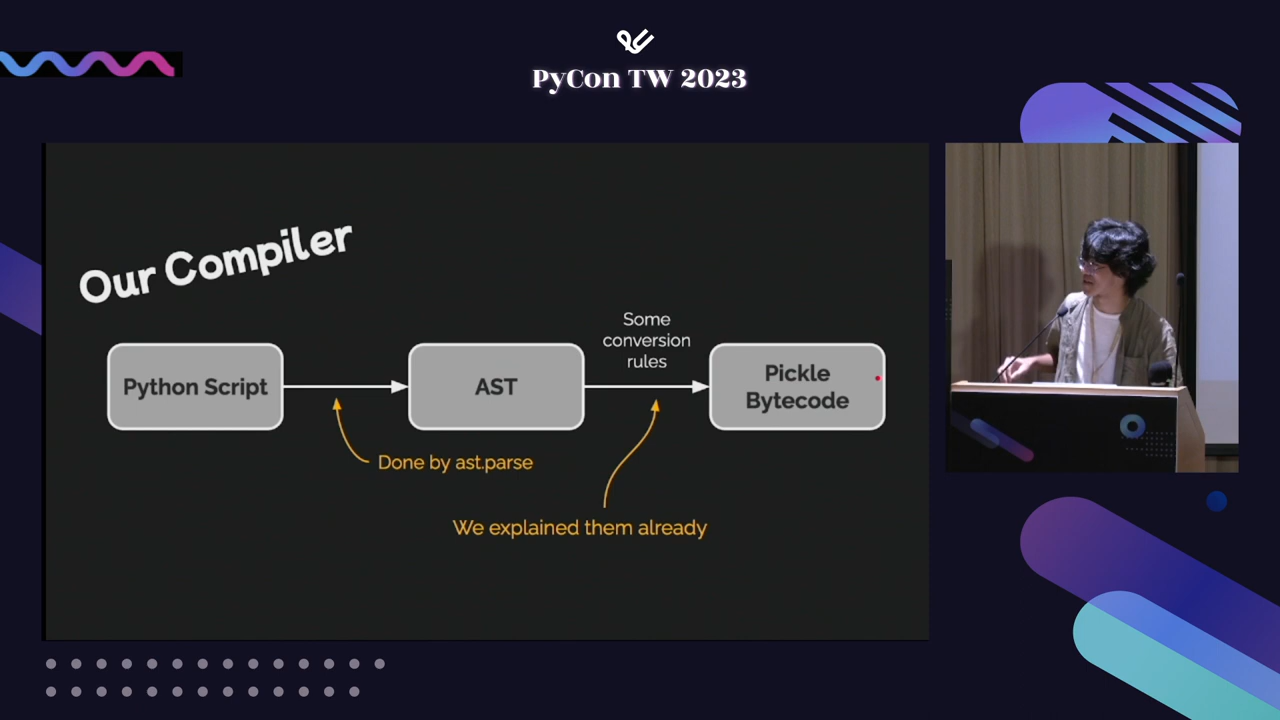 PyCon TW 2023
Our Compiler
Some
conversion
rules
Python Script
AST
Pickle
Bytecode
Done by ast.parse
We explained them already